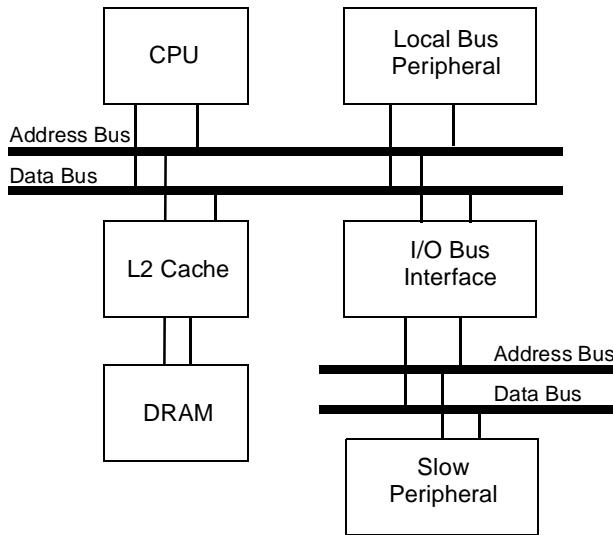 CPU
Local Bus
Peripheral
Address Bus
Data Bus
L2 Cache
I/O Bus
Interface
Address Bus
Data Bus
DRAM
Slow
Peripheral